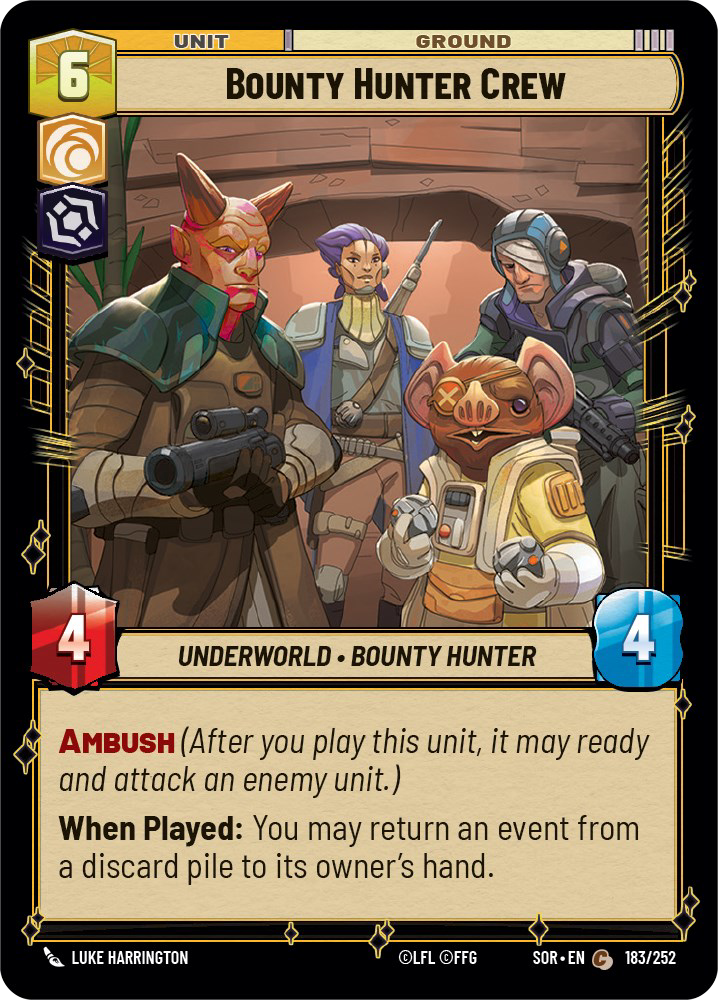 UNIT
GROUND
6
BOUNTY HUNTER CREW
4
UNDERWORLD • BOUNTY HUNTER
4
AMBUSH (After you play this unit, it may ready
and attack an enemy unit.)
When Played: You may return an event from
a discard pile to its owner's hand.
LUKE HARRINGTON
©LFL ©FFG
SOR • EN C 183/252